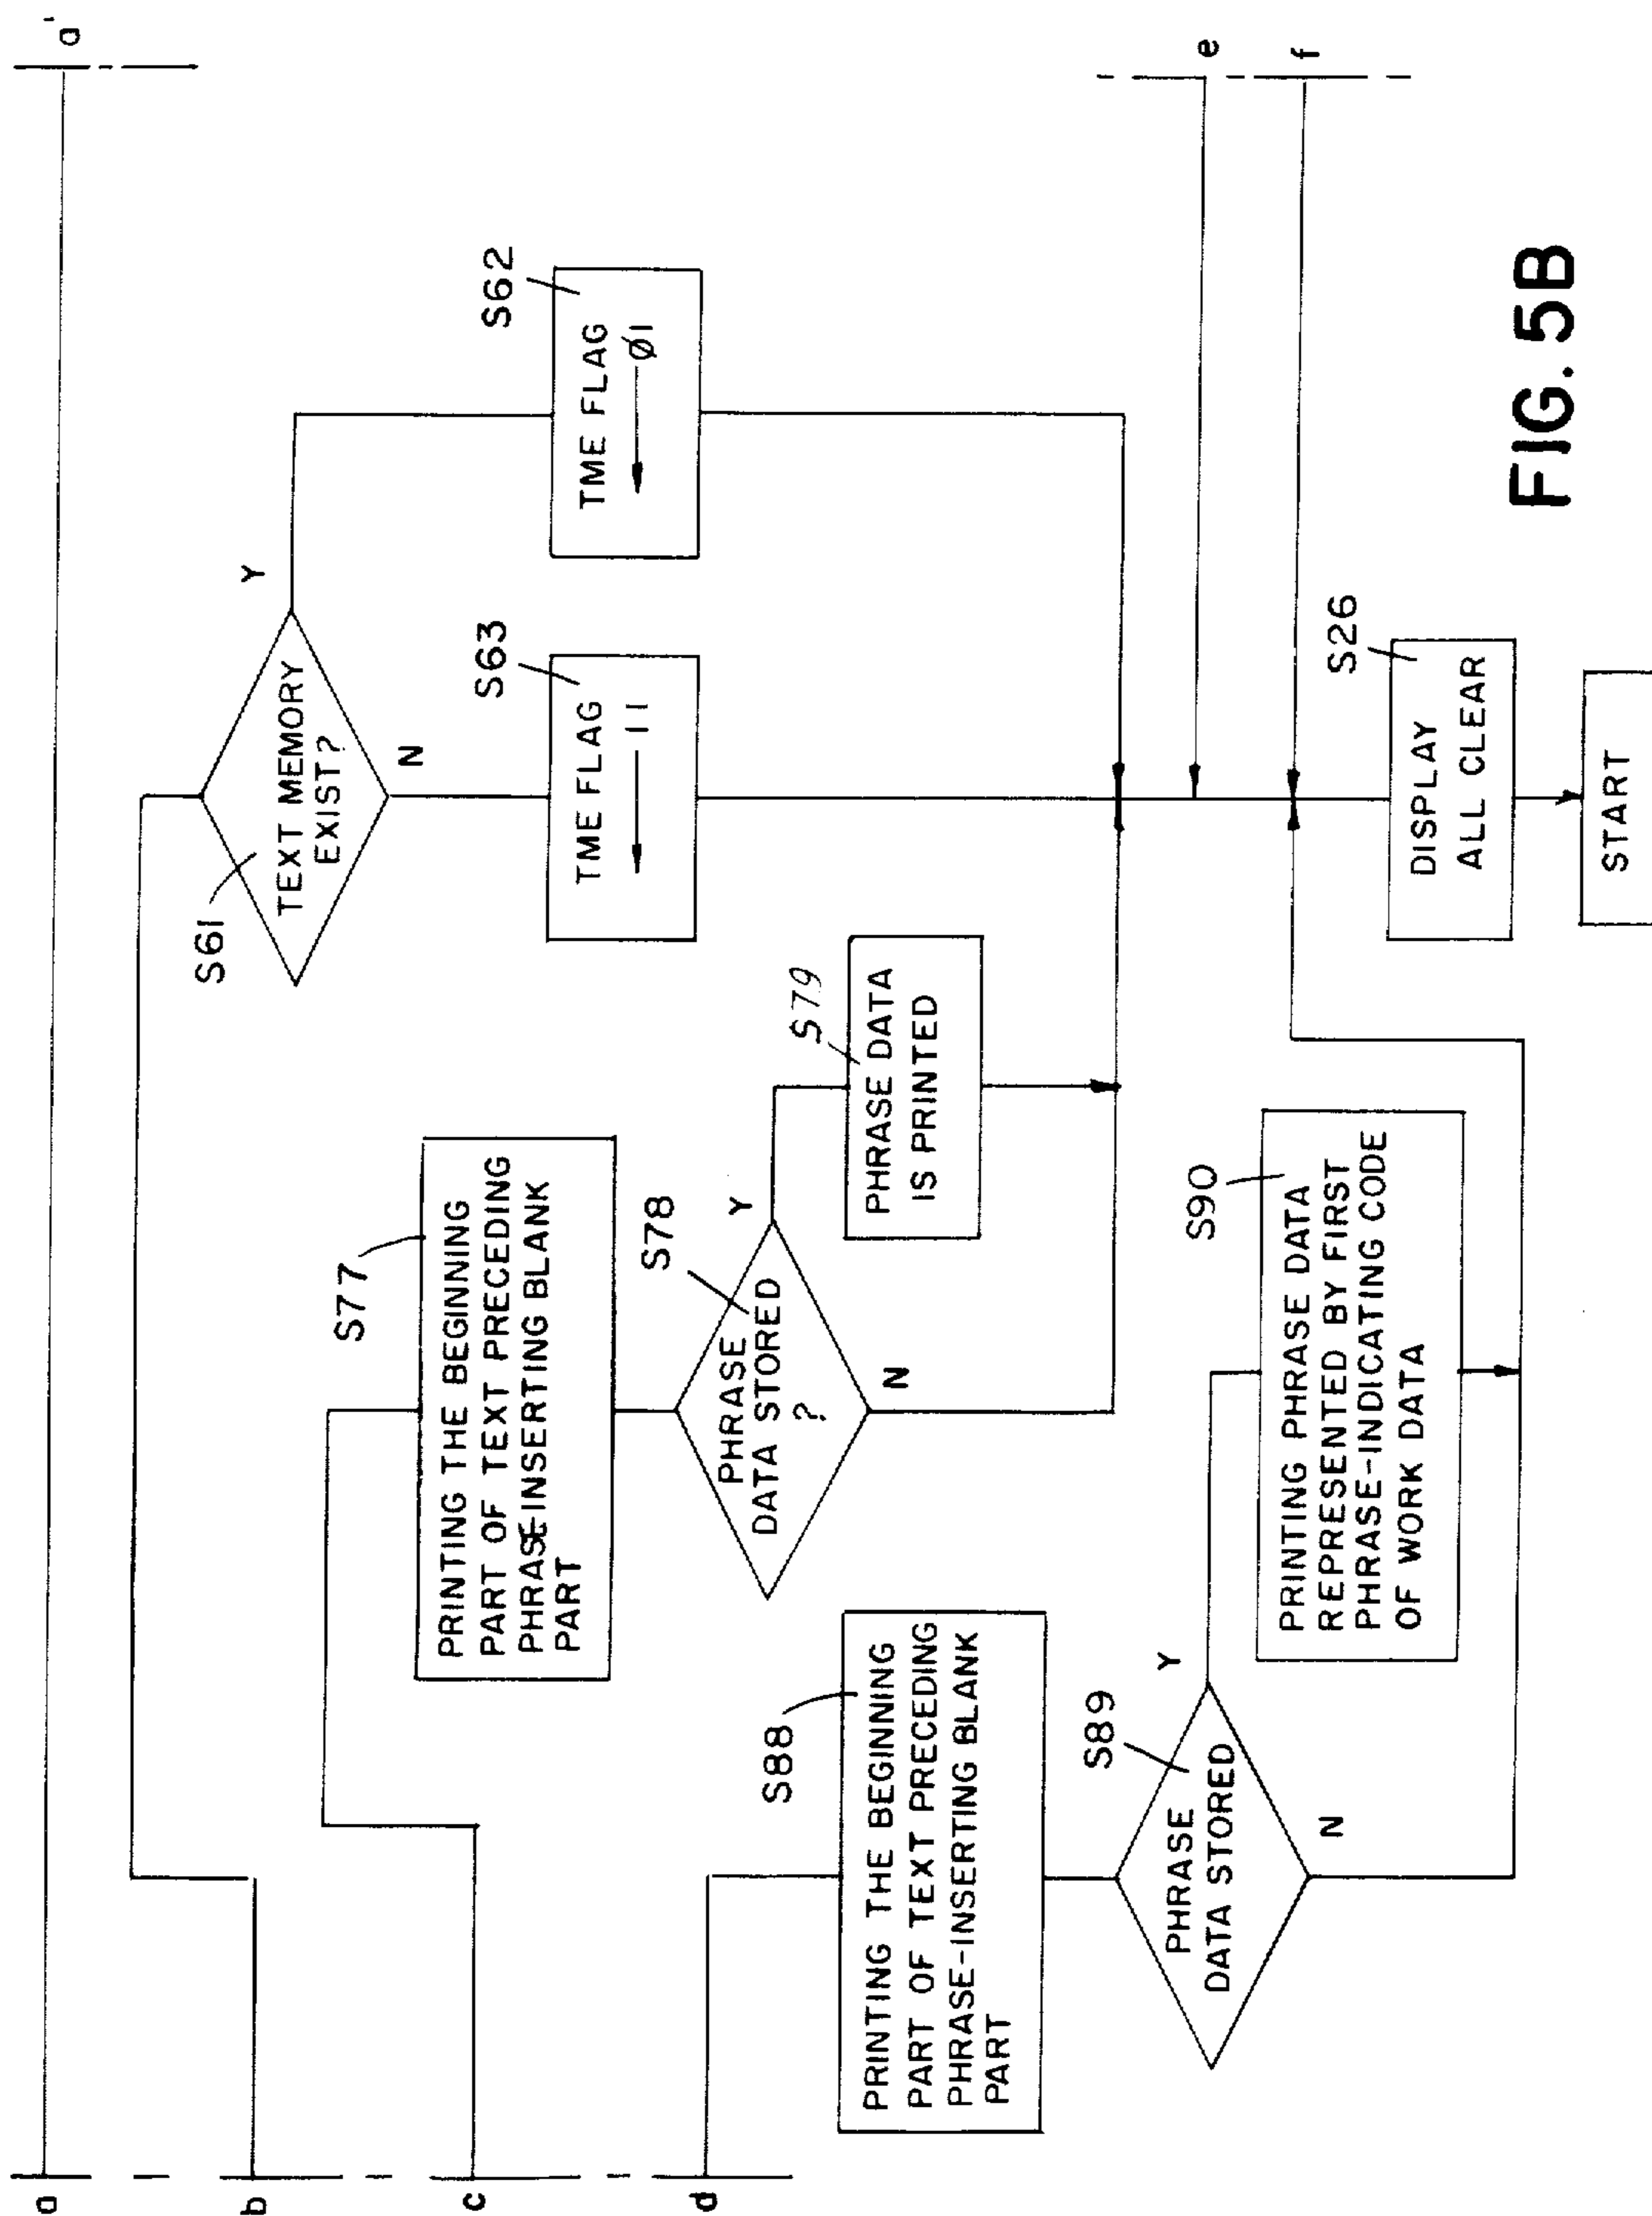 a
a'
b
S61
TEXT MEMORY
EXIST?
Y
N
S63
TME FLAG
← 11
S62
TME FLAG
← Ø1
c
S77
PRINTING THE BEGINNING
PART OF TEXT PRECEDING
PHRASE-INSERTING BLANK
PART
S78
PHRASE
DATA STORED
?
Y
N
S79
PHRASE DATA
IS PRINTED
d
S88
PRINTING THE BEGINNING
PART OF TEXT PRECEDING
PHRASE-INSERTING BLANK
PART
S89
PHRASE
DATA STORED
Y
N
S90
PRINTING PHRASE DATA
REPRESENTED BY FIRST
PHRASE-INDICATING CODE
OF WORK DATA
e
f
S26
DISPLAY
ALL CLEAR
START
FIG. 5B